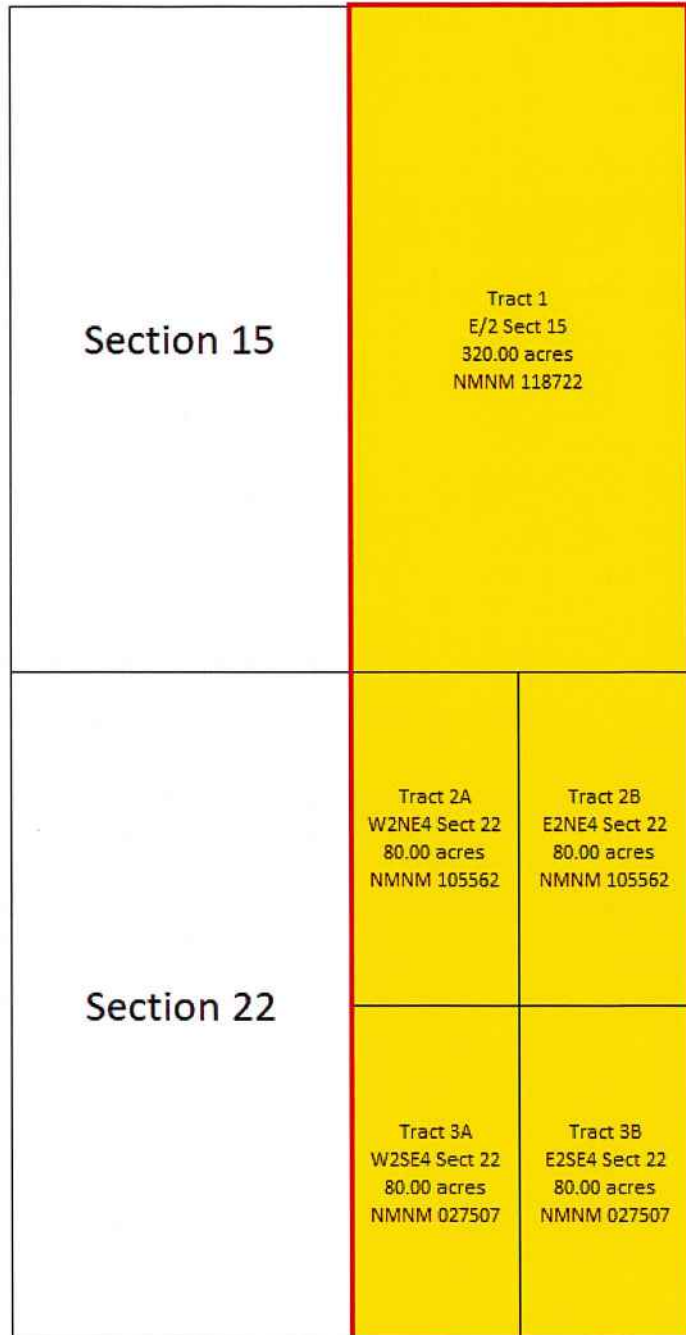 Section 15
Tract 1
E/2 Sect 15
320.00 acres
NMNM 118722
Section 22
Tract 2A
W2NE4 Sect 22
80.00 acres
NMNM 105562
Tract 2B
E2NE4 Sect 22
80.00 acres
NMNM 105562
Tract 3A
W2SE4 Sect 22
80.00 acres
NMNM 027507
Tract 3B
E2SE4 Sect 22
80.00 acres
NMNM 027507